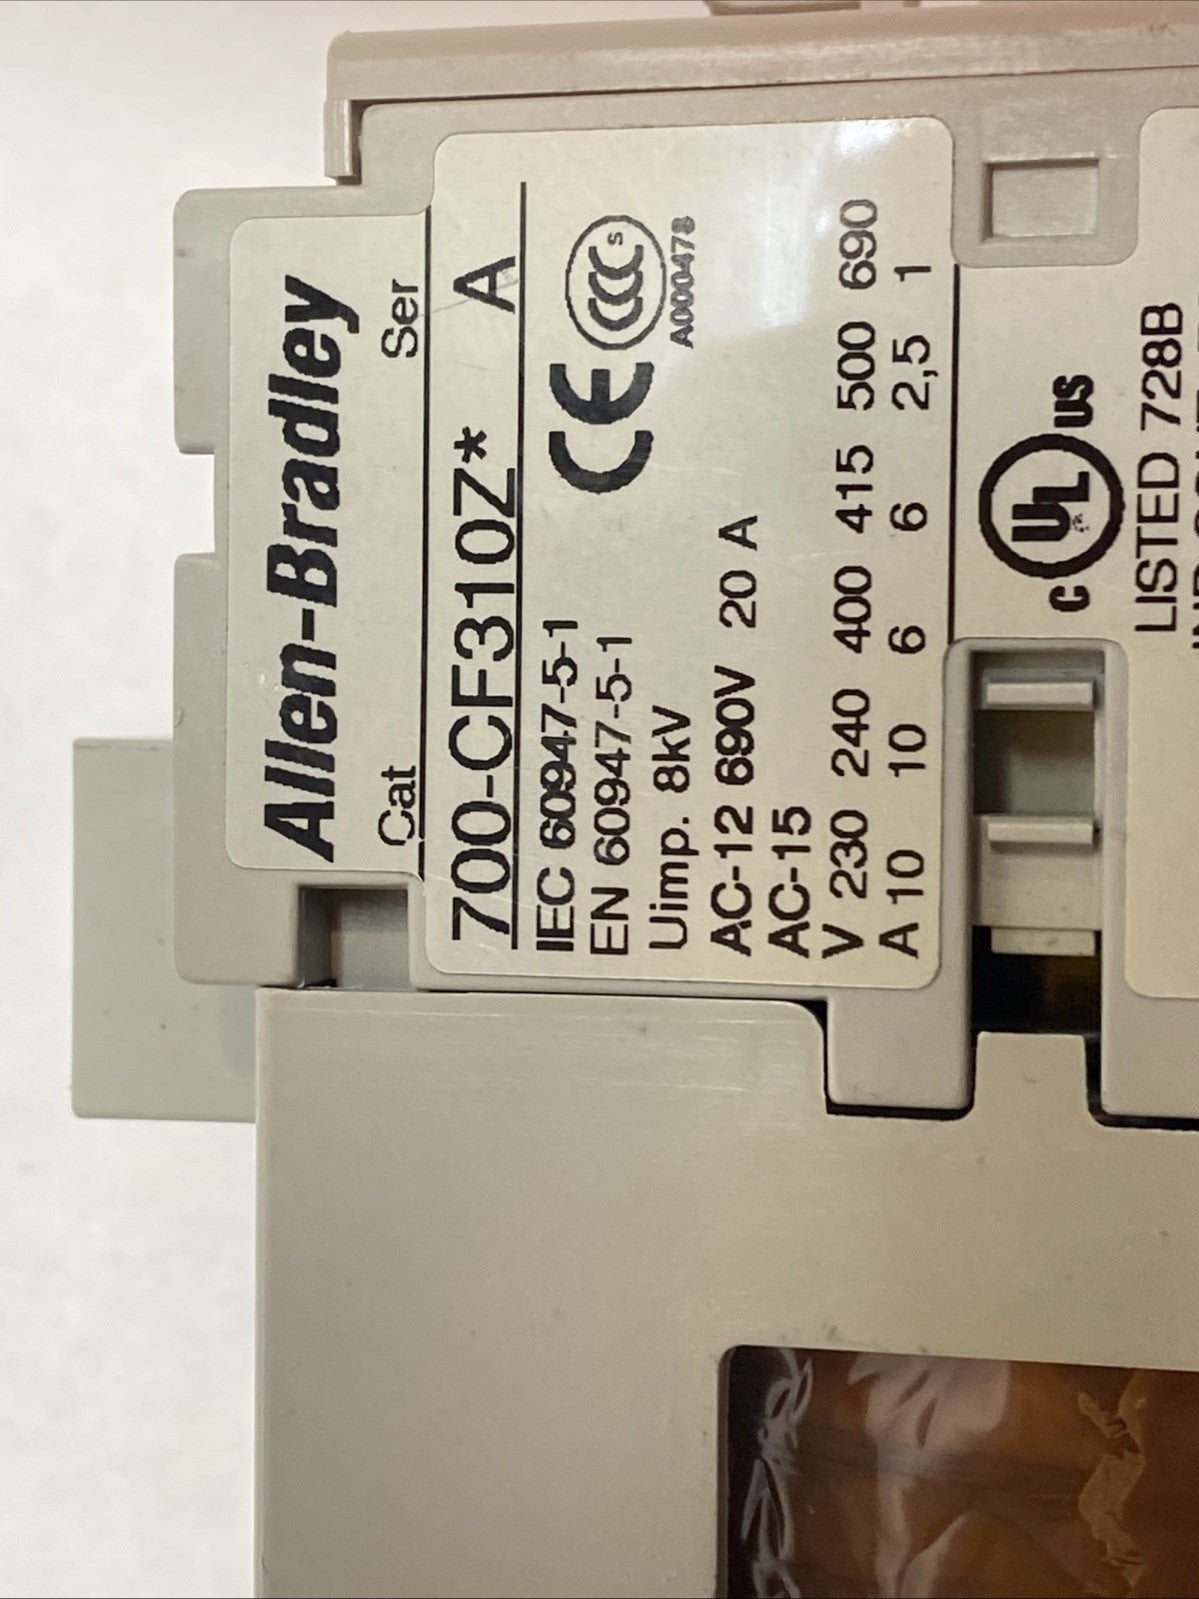 Allen-Bradley
Cat Ser
700-CF310Z* A
IEC 60947-5-1
EN 60947-5-1
CE CCC S
A000478
Uimp. 8kV
AC-12 690V 20 A
AC-15
V 230 240 400 415 500 690
A 10 10 6 6 2,5 1
C UL US
LISTED 728B